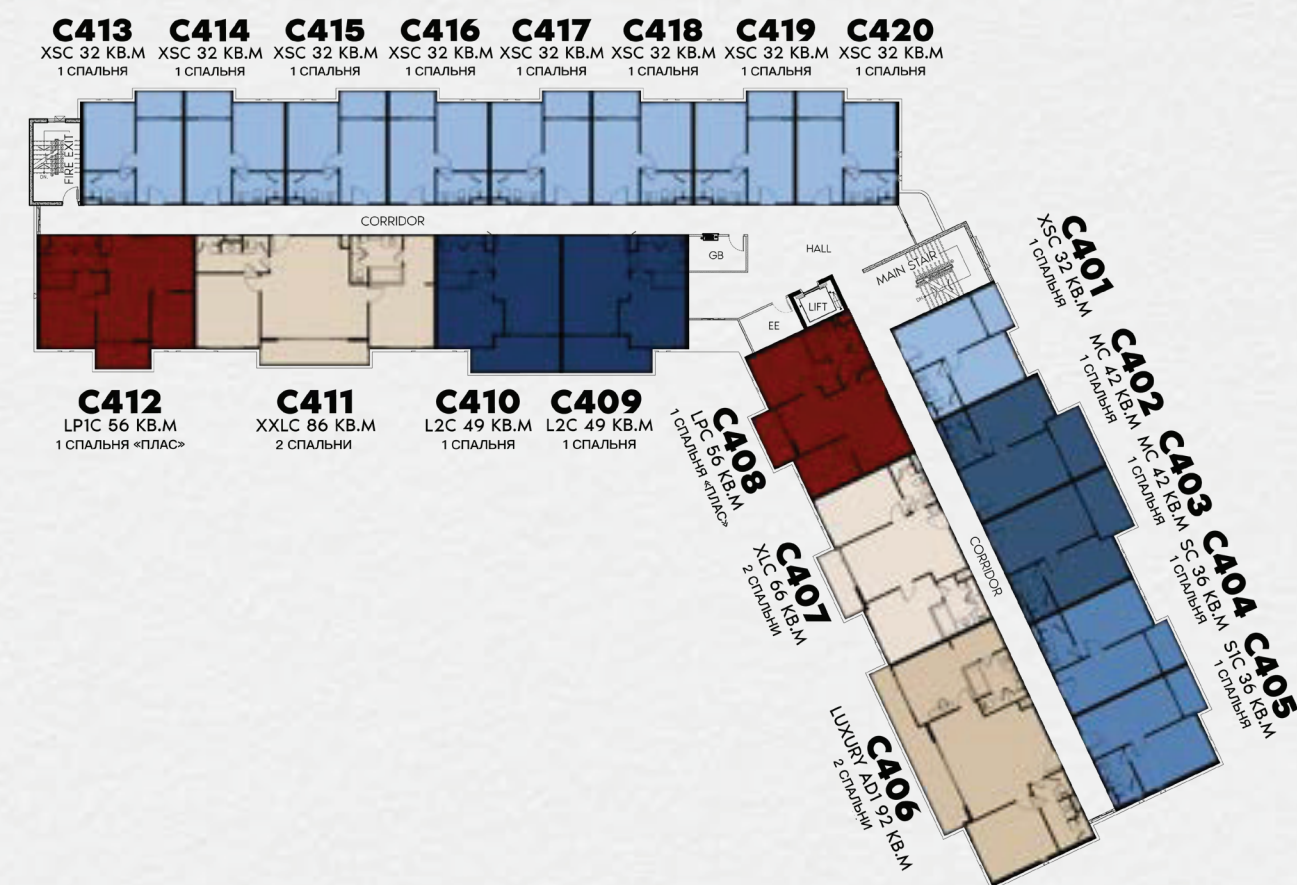 C413
XSC 32 КВ.М
1 СПАЛЬНЯ
C414
XSC 32 КВ.М
1 СПАЛЬНЯ
C415
XSC 32 КВ.М
1 СПАЛЬНЯ
C416
XSC 32 КВ.М
1 СПАЛЬНЯ
C417
XSC 32 КВ.М
1 СПАЛЬНЯ
C418
XSC 32 КВ.М
1 СПАЛЬНЯ
C419
XSC 32 КВ.М
1 СПАЛЬНЯ
C420
XSC 32 КВ.М
1 СПАЛЬНЯ
FIRE EXIT
CORRIDOR
GB
HALL
MAIN STAIR
LIFT
EE
C401
XSC 32 КВ.М
1 СПАЛЬНЯ
C402
MC 42 КВ.М
1 СПАЛЬНЯ
C403
MC 42 КВ.М
1 СПАЛЬНЯ
C404
SC 36 КВ.М
1 СПАЛЬНЯ
C405
S1C 36 КВ.М
1 СПАЛЬНЯ
C412
LP1C 56 КВ.М
1 СПАЛЬНЯ «ПЛАС»
C411
XXLC 86 КВ.М
2 СПАЛЬНИ
C410
L2C 49 КВ.М
1 СПАЛЬНЯ
C409
L2C 49 КВ.М
1 СПАЛЬНЯ
C408
LPC 56 КВ.М
1 СПАЛЬНЯ «ПЛАС»
C407
XLC 66 КВ.М
2 СПАЛЬНИ
CORRIDOR
C406
LUXURY AD1 92 КВ.М
2 СПАЛЬНИ